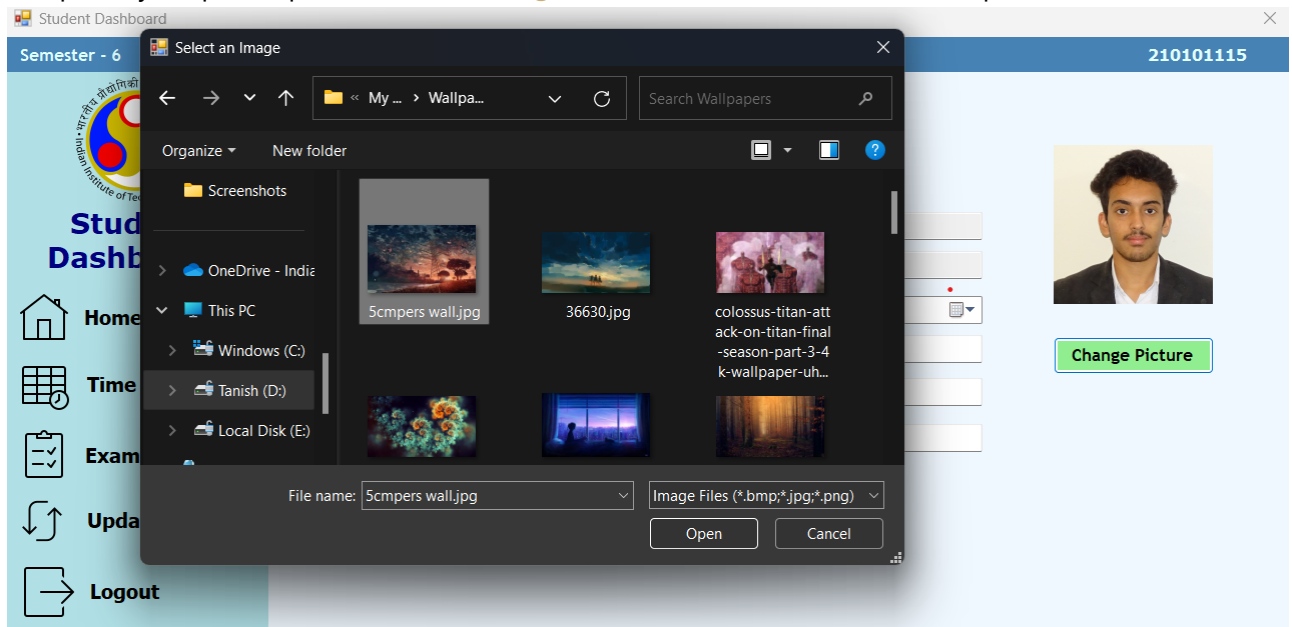 Student Dashboard
Semester - 6
210101115
Select an Image
« My ... › Wallpa...
Search Wallpapers
Organize
New folder
Screenshots
OneDrive - India
This PC
Windows (C:)
Tanish (D:)
Local Disk (E:)
5cmpers wall.jpg
36630.jpg
colossus-titan-att
ack-on-titan-final
-season-part-3-4
k-wallpaper-uh...
File name:
5cmpers wall.jpg
Image Files (*.bmp;*.jpg;*.png)
Open
Cancel
Stud
Dashb
Home
Time
Exam
Upda
Logout
Change Picture